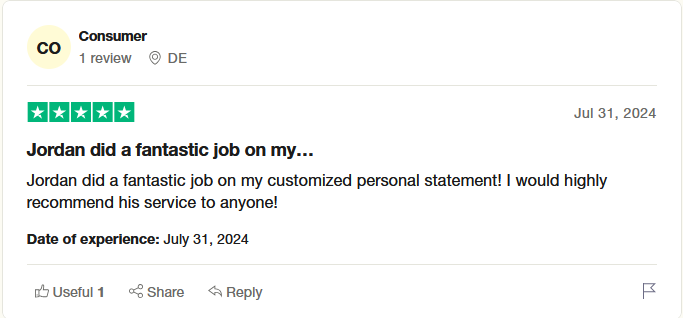 CO
Consumer
1 review DE
Jul 31, 2024
Jordan did a fantastic job on my…
Jordan did a fantastic job on my customized personal statement! I would highly
recommend his service to anyone!
Date of experience: July 31, 2024
Useful 1 Share Reply